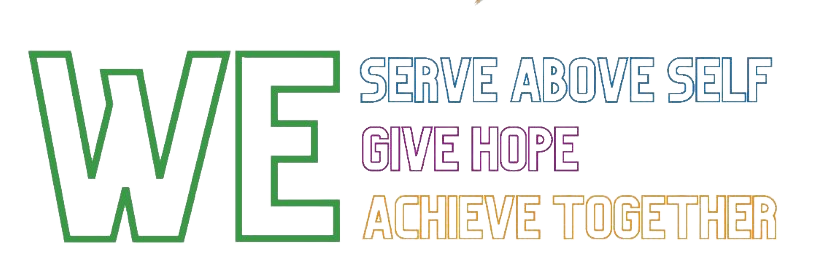 WE
SERVE ABOVE SELF
GIVE HOPE
ACHIEVE TOGETHER